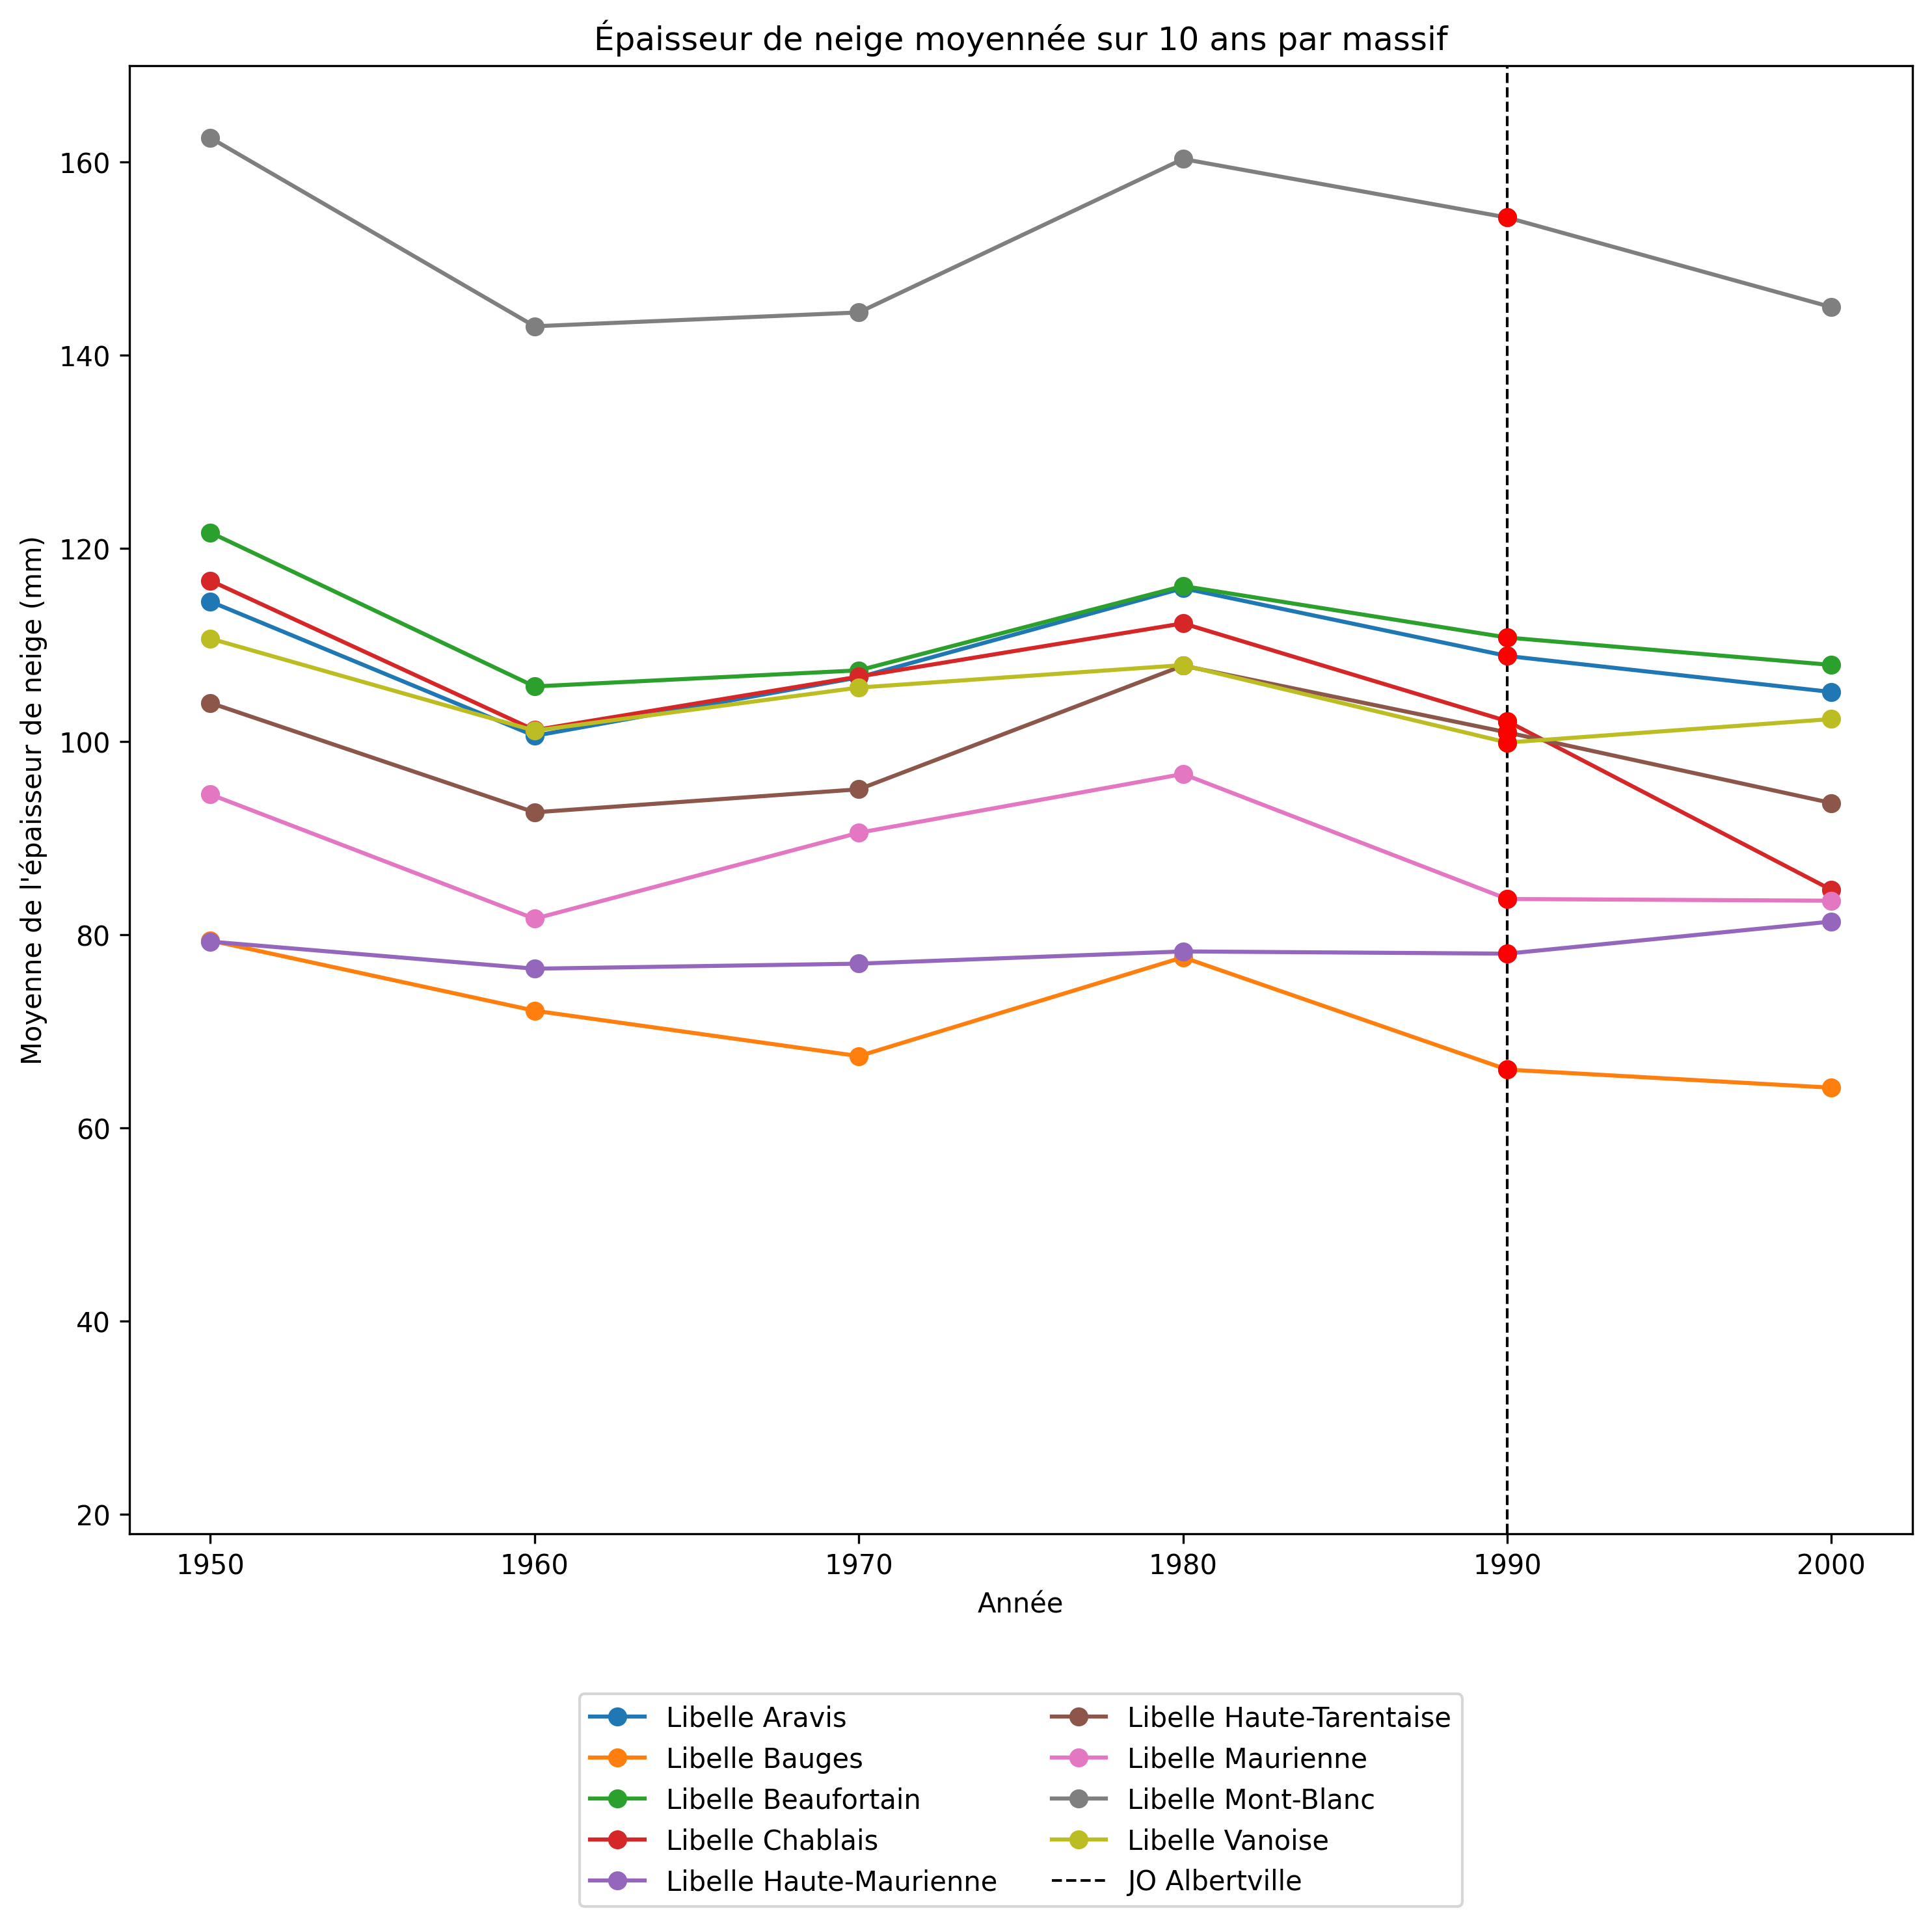 Épaisseur de neige moyennée sur 10 ans par massif
Moyenne de l'épaisseur de neige (mm)
160
140
120
100
80
60
40
20
1950 1960 1970 1980 1990 2000
Année
Libelle Aravis
Libelle Bauges
Libelle Beaufortain
Libelle Chablais
Libelle Haute-Maurienne
Libelle Haute-Tarentaise
Libelle Maurienne
Libelle Mont-Blanc
Libelle Vanoise
JO Albertville